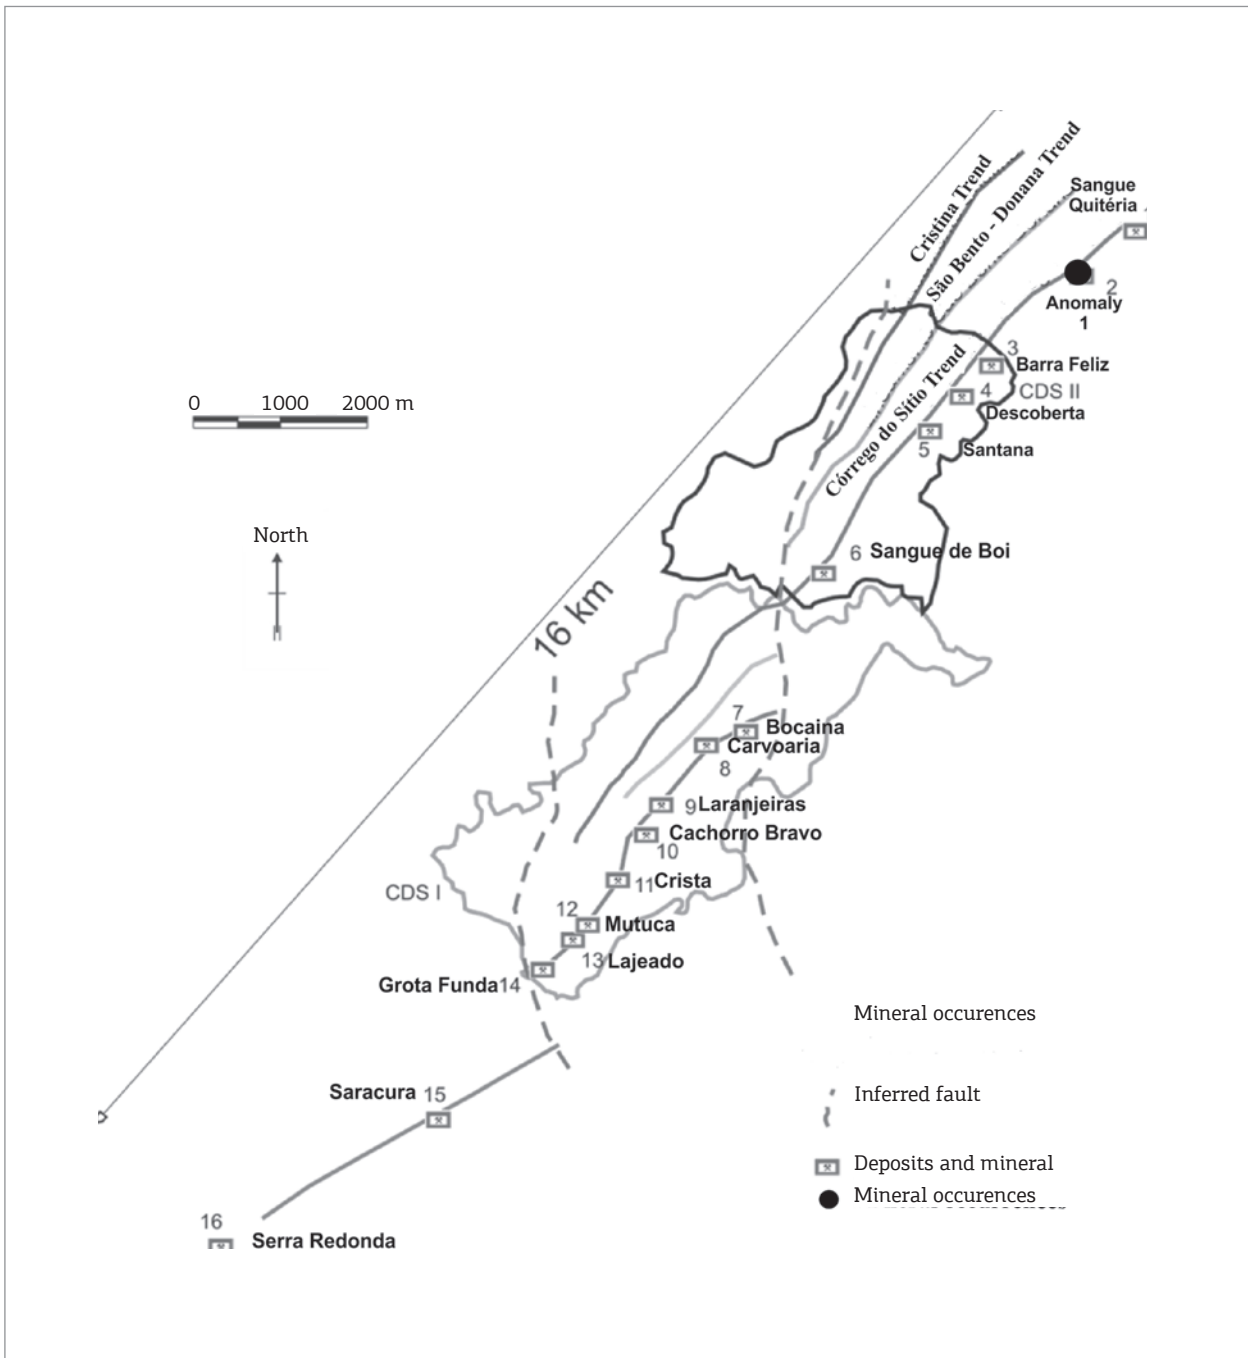 Cristina Trend
São Bento - Donana Trend
Sangue
Quitéria
2
Anomaly
1
3
Barra Feliz
4
CDS II
Descoberta
5
Santana
Córrego do Sítio Trend
0 1000 2000 m
North
6 Sangue de Boi
16 km
7
Bocaina
Carvoaria
8
9 Laranjeiras
Cachorro Bravo
10
11 Crista
CDS I
12
Mutuca
13 Lajeado
Grota Funda 14
Saracura 15
16
Serra Redonda
Mineral occurences
Inferred fault
Deposits and mineral
Mineral occurences